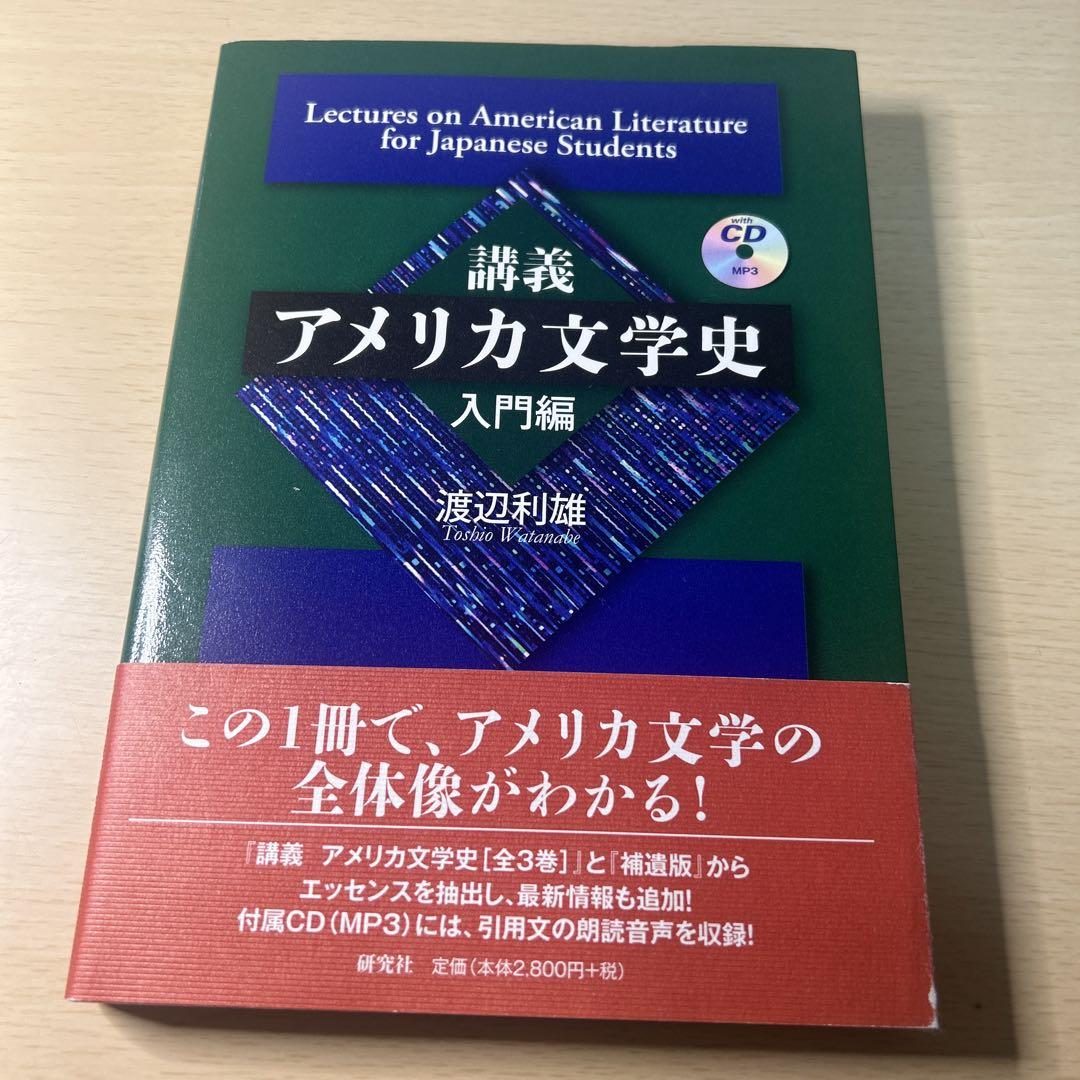 Lectures on American Literature
for Japanese Students
with
CD
MP3
講義
アメリカ文学史
入門編
渡辺利雄
Toshio Watanabe
この1冊で、アメリカ文学の
全体像がわかる!
『講義 アメリカ文学史[全3巻]』と『補遺版』から
エッセンスを抽出し、最新情報も追加!
付属CD(MP3)には、引用文の朗読音声を収録!
研究社 定価(本体2,800円+税)